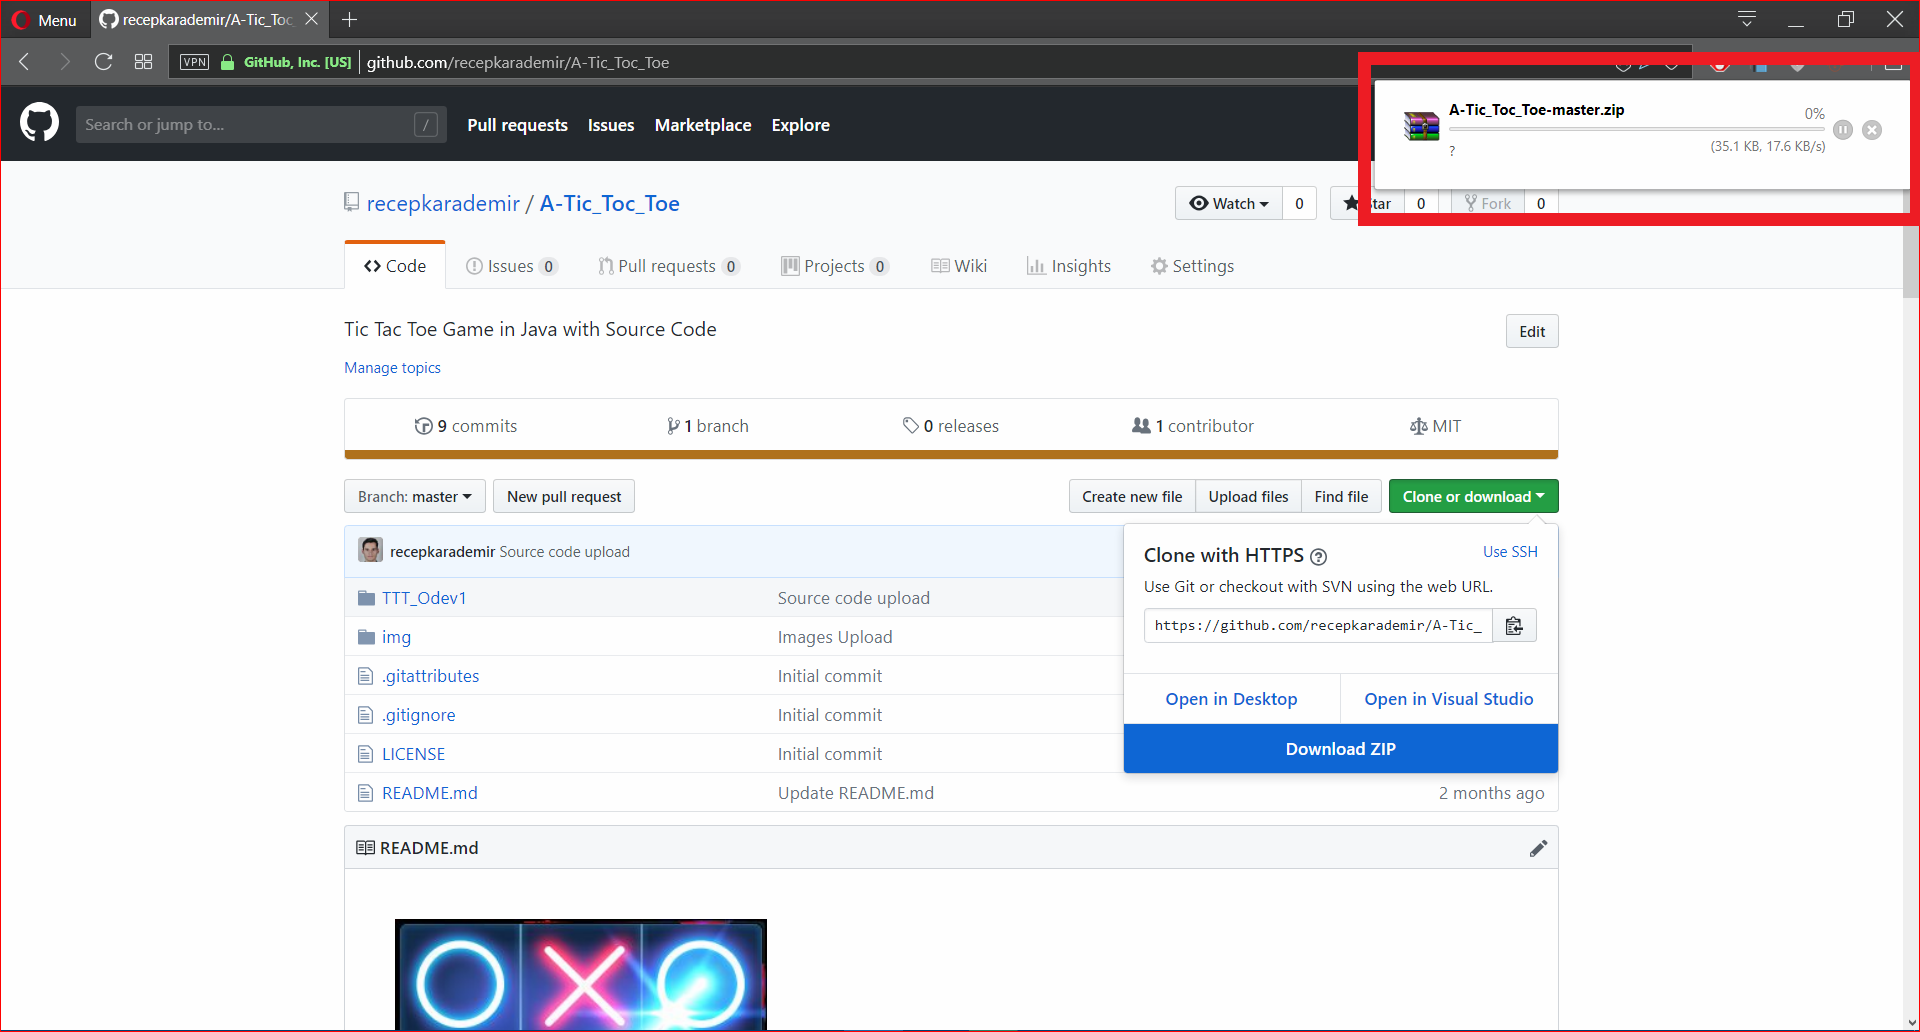 Menu recepkarademir/A-Tic_Toc
VPN GitHub, Inc. [US] github.com/recepkarademir/A-Tic_Toc_Toe
Search or jump to... / Pull requests Issues Marketplace Explore
A-Tic_Toc_Toe-master.zip 0%
? (35.1 KB, 17.6 KB/s)
recepkarademir / A-Tic_Toc_Toe Watch 0 Star 0 Fork 0
Code Issues 0 Pull requests 0 Projects 0 Wiki Insights Settings
Tic Tac Toe Game in Java with Source Code Edit
Manage topics
9 commits 1 branch 0 releases 1 contributor MIT
Branch: master New pull request Create new file Upload files Find file Clone or download
recepkarademir Source code upload
Clone with HTTPS ? Use SSH
Use Git or checkout with SVN using the web URL.
https://github.com/recepkarademir/A-Tic_
Open in Desktop Open in Visual Studio
Download ZIP
TTT_Odev1 Source code upload
img Images Upload
.gitattributes Initial commit
.gitignore Initial commit
LICENSE Initial commit
README.md Update README.md 2 months ago
README.md